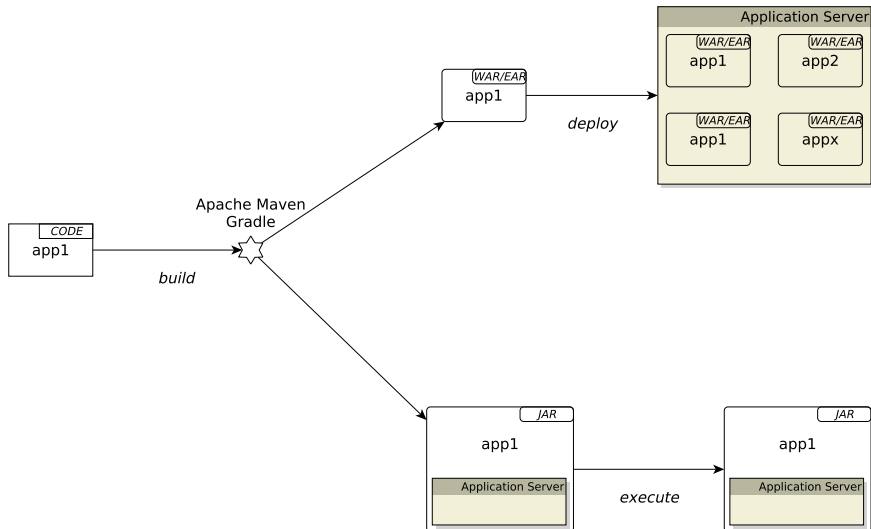 Application Server
WAR/EAR
app1
WAR/EAR
app2
WAR/EAR
app1
WAR/EAR
appx
WAR/EAR
app1
deploy
Apache Maven
Gradle
CODE
app1
build
JAR
app1
Application Server
execute
JAR
app1
Application Server